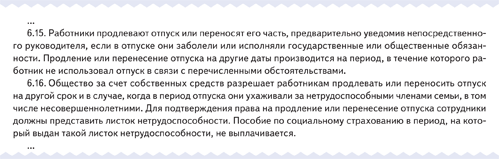 ...
6.15. Работники продлевают отпуск или переносят его часть, предварительно уведомив непосредственно-
го руководителя, если в отпуске они заболели или исполняли государственные или общественные обязан-
ности. Продление или перенесение отпуска на другие даты производится на период, в течение которого ра-
ботник не использовал отпуск в связи с перечисленными обстоятельствами.
6.16. Общество за счет собственных средств разрешает работникам продлевать или переносить отпуск
на другой срок и в случае, когда в период отпуска они ухаживали за нетрудоспособными членами семьи, в том
числе несовершеннолетними. Для подтверждения права на продление или перенесение отпуска сотрудники
должны представить листок нетрудоспособности. Пособие по социальному страхованию в период, на кото-
рый выдан такой листок нетрудоспособности, не выплачивается.
...